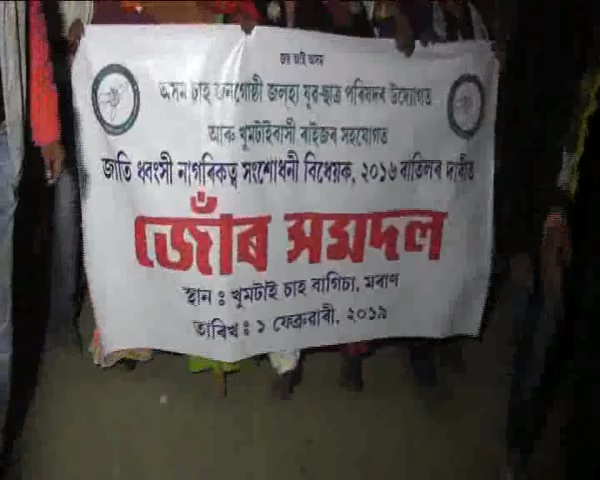 জয় আই অসম
অসম চাহ জনগোষ্ঠী জলহা যুৱ-ছাত্ৰ পৰিষদৰ উদ্যোগত
আৰু খুমটাইবাসী ৰাইজৰ সহযোগত
জাতি ধ্বংসী নাগৰিকত্ব সংশোধনী বিধেয়ক, ২০১৬ বাতিলৰ দাবীত
জোঁৰ সমদল
স্থান ঃ খুমটাই চাহ বাগিচা, মৰাণ
তাৰিখ ঃ ১ ফেব্ৰুৱাৰী, ২০১৯